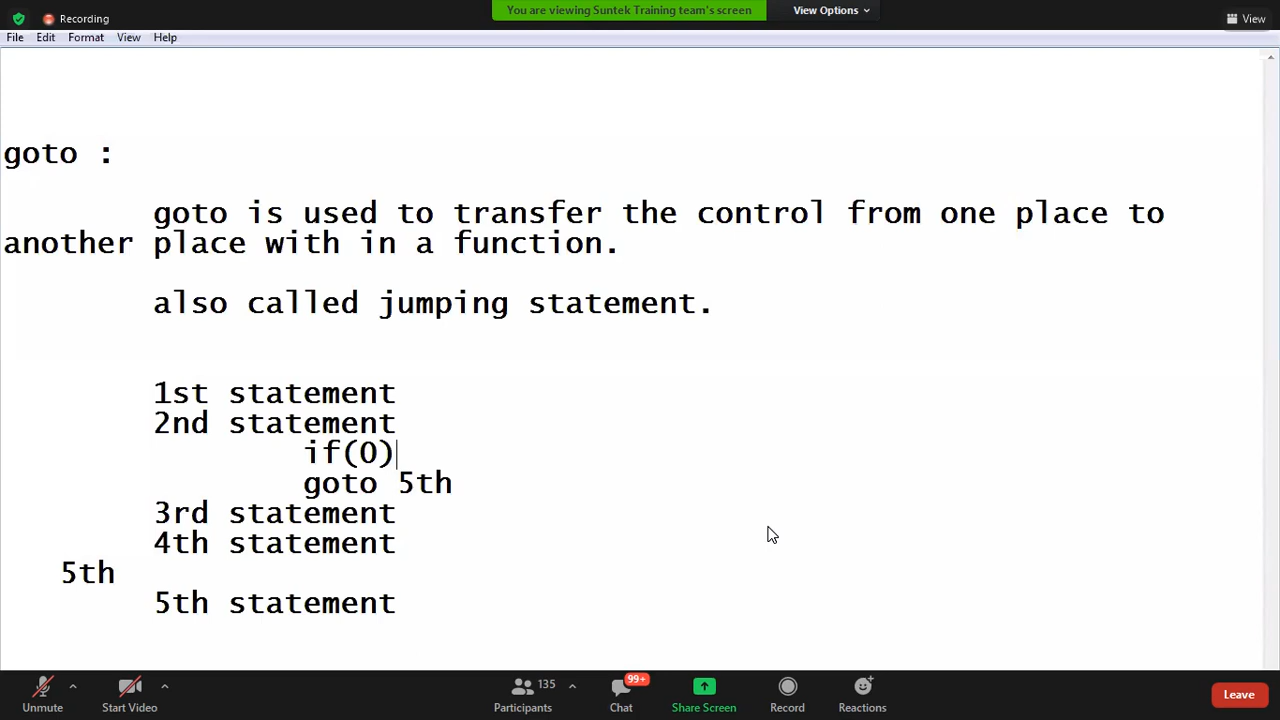 Recording
You are viewing Suntek Training team's screen
View Options
View
File Edit Format View Help
goto :
goto is used to transfer the control from one place to
another place with in a function.
also called jumping statement.
1st statement
2nd statement
if(0)
goto 5th
3rd statement
4th statement
5th
5th statement
Unmute
Start Video
135
Participants
99+
Chat
Share Screen
Record
Reactions
Leave